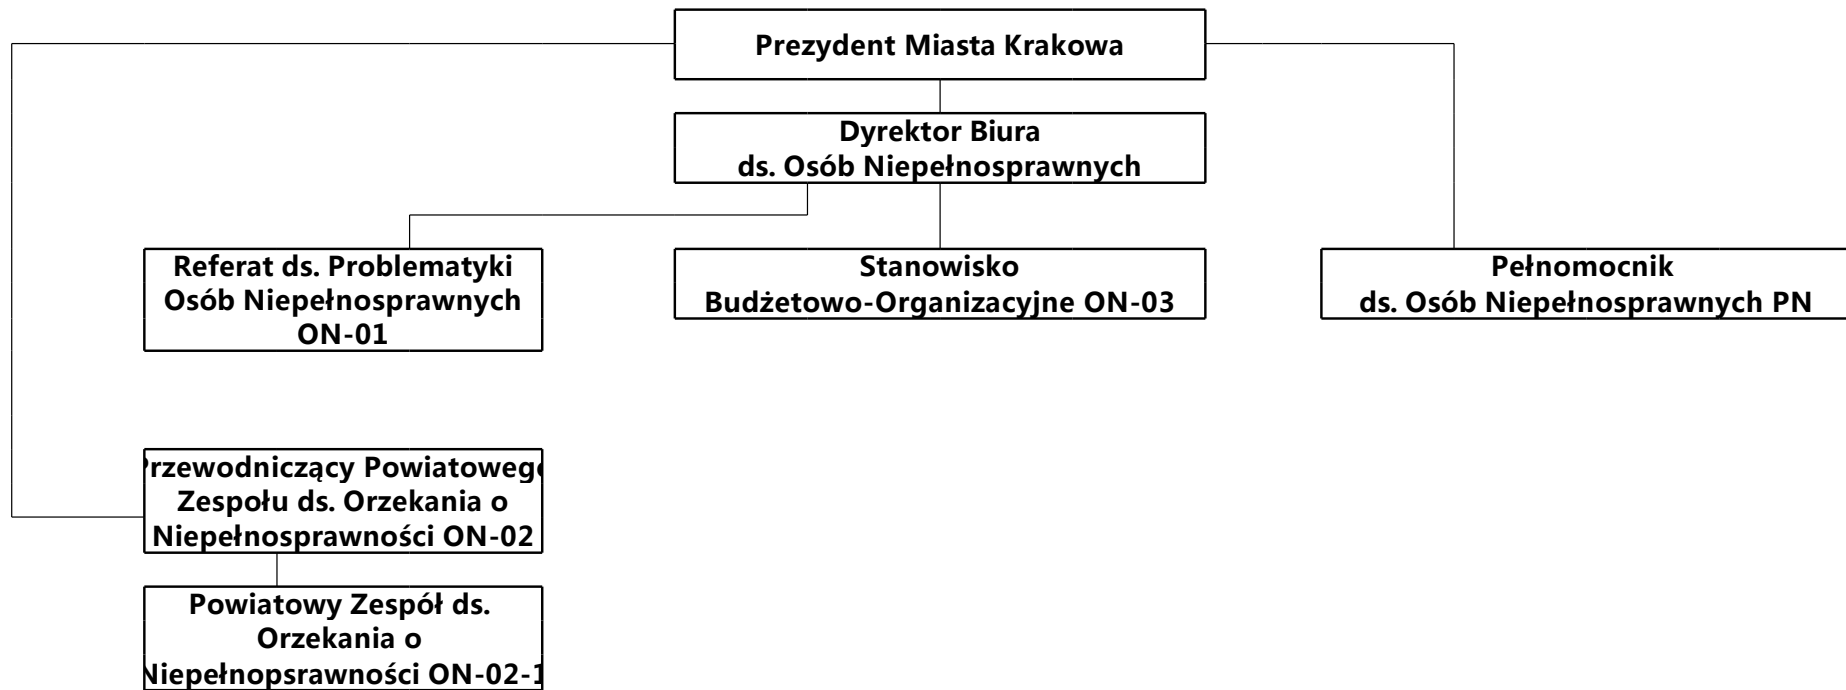 Prezydent Miasta Krakowa
Dyrektor Biura
ds. Osób Niepełnosprawnych
Referat ds. Problematyki
Osób Niepełnosprawnych
ON-01
Stanowisko
Budżetowo-Organizacyjne ON-03
Pełnomocnik
ds. Osób Niepełnosprawnych PN
Przewodniczący Powiatowego
Zespołu ds. Orzekania o
Niepełnosprawności ON-02
Powiatowy Zespół ds.
Orzekania o
Niepełnopsrawności ON-02-1